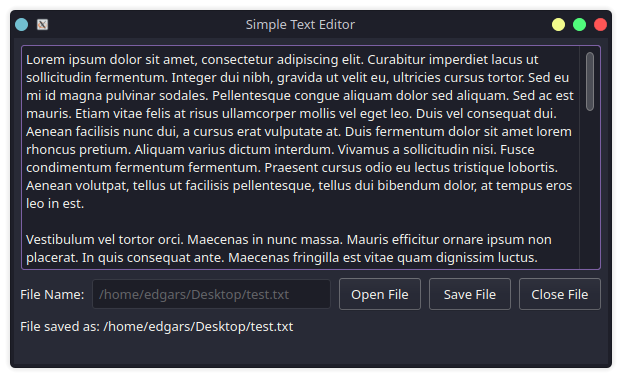 Simple Text Editor
Lorem ipsum dolor sit amet, consectetur adipiscing elit. Curabitur imperdiet lacus ut
sollicitudin fermentum. Integer dui nibh, gravida ut velit eu, ultricies cursus tortor. Sed eu
mi id magna pulvinar sodales. Pellentesque congue aliquam dolor sed aliquam. Sed ac est
mauris. Etiam vitae felis at risus ullamcorper mollis vel eget leo. Duis vel consequat dui.
Aenean facilisis nunc dui, a cursus erat vulputate at. Duis fermentum dolor sit amet lorem
rhoncus pretium. Aliquam varius dictum interdum. Vivamus a sollicitudin nisi. Fusce
condimentum fermentum fermentum. Praesent cursus odio eu lectus tristique lobortis.
Aenean volutpat, tellus ut facilisis pellentesque, tellus dui bibendum dolor, at tempus eros
leo in est.
Vestibulum vel tortor orci. Maecenas in nunc massa. Mauris efficitur ornare ipsum non
placerat. In quis consequat ante. Maecenas fringilla est vitae quam dignissim luctus.
File Name: /home/edgars/Desktop/test.txt Open File Save File Close File
File saved as: /home/edgars/Desktop/test.txt